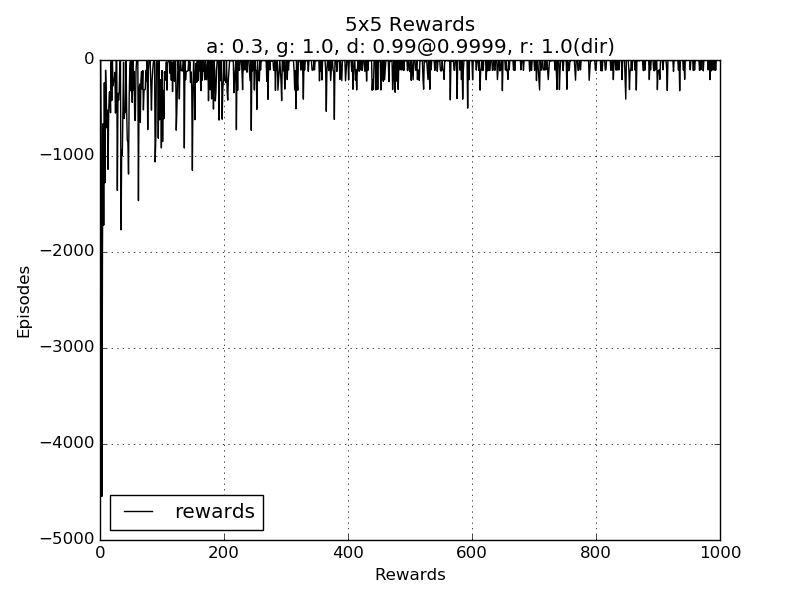 5x5 Rewards
a: 0.3, g: 1.0, d: 0.99@0.9999, r: 1.0(dir)
0
−1000
−2000
−3000
−4000
−5000
Episodes
rewards
0 200 400 600 800 1000
Rewards